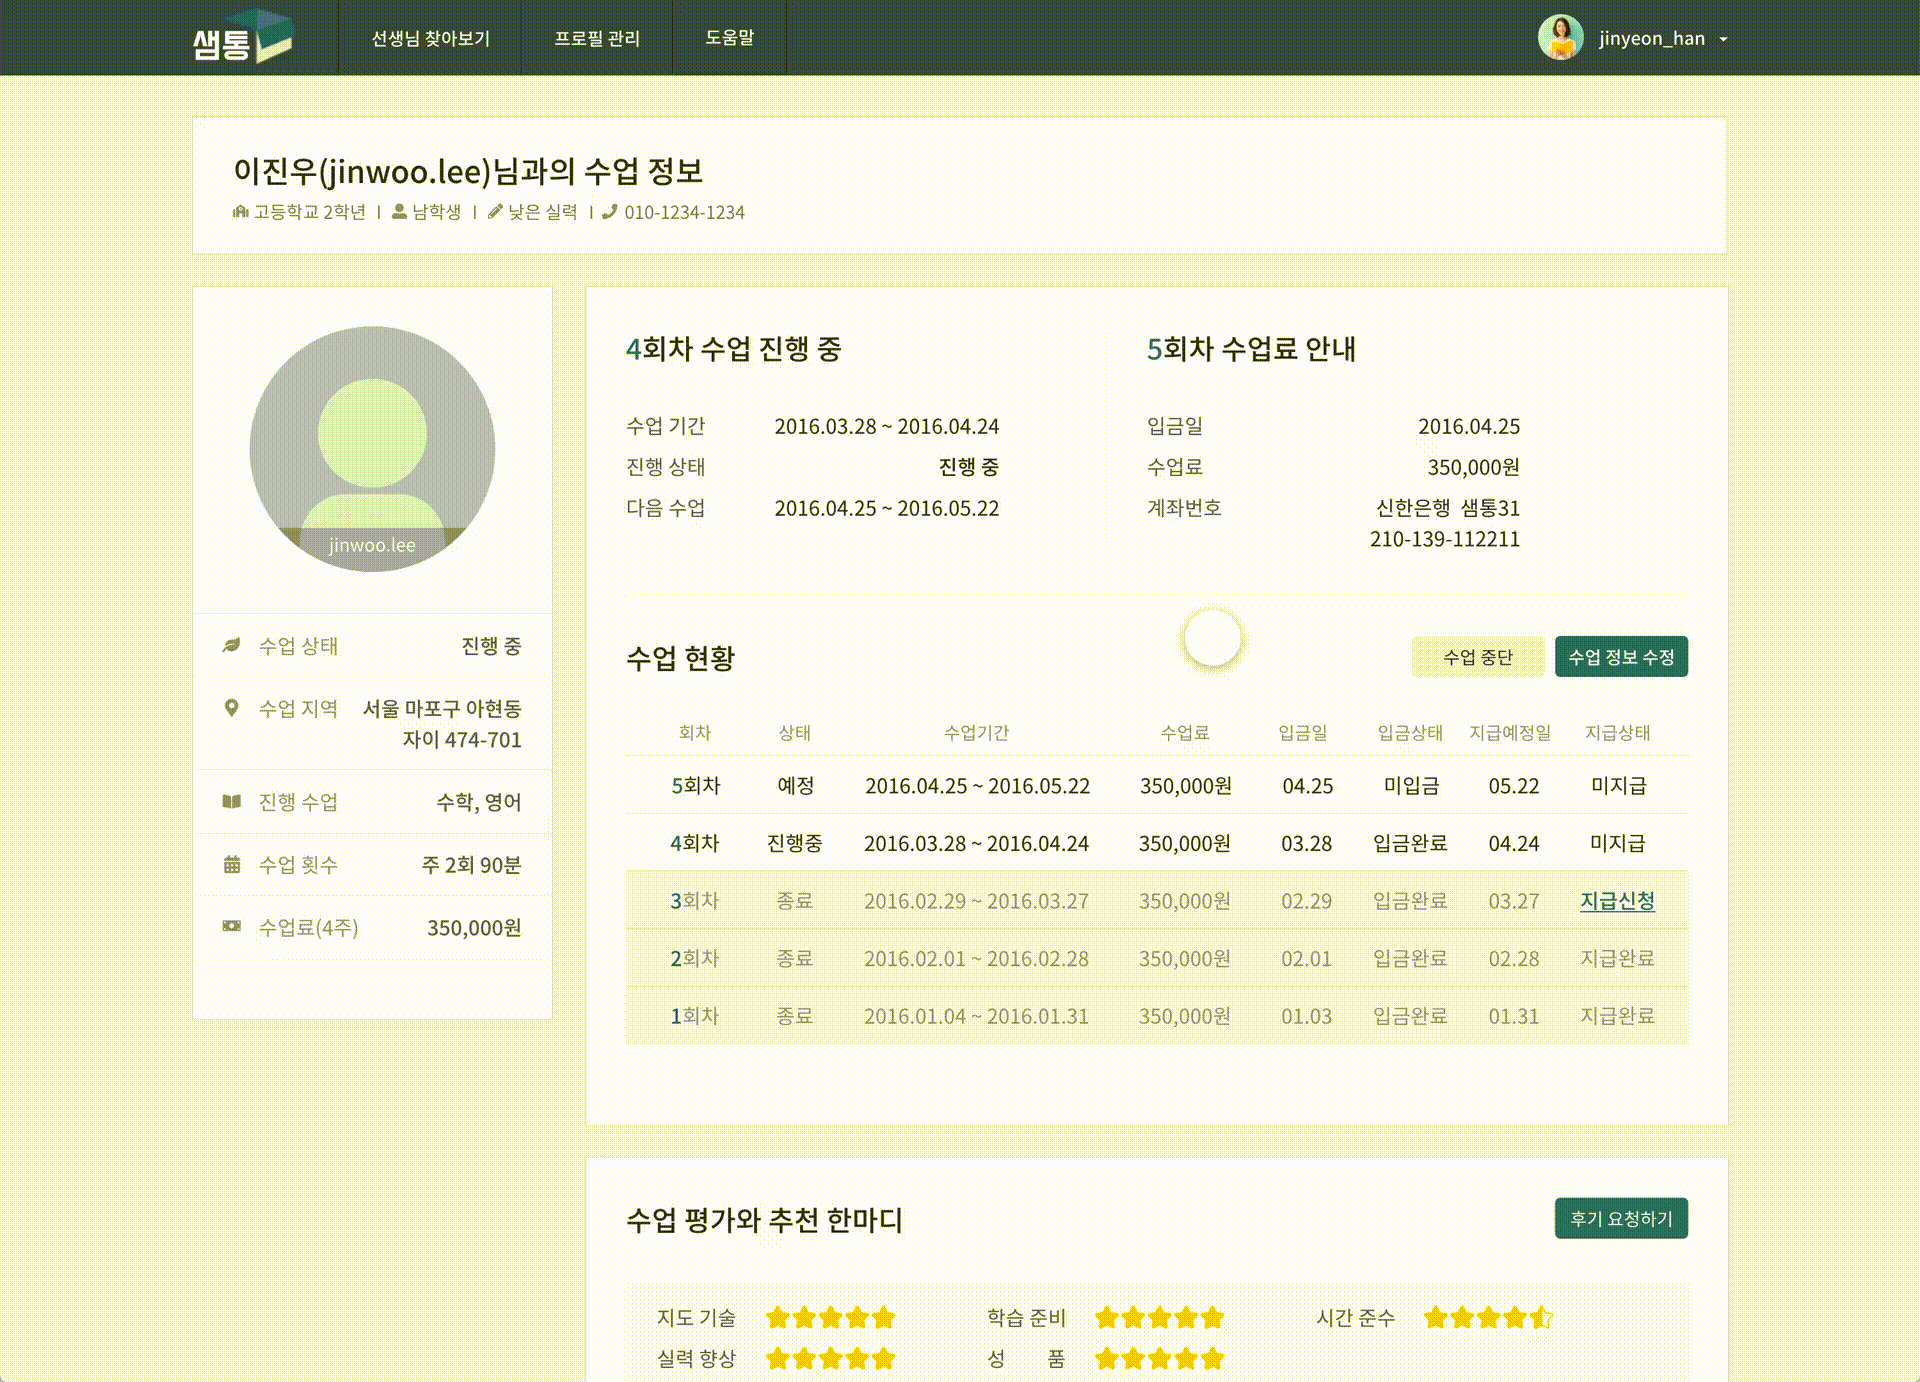 샘통
선생님 찾아보기
프로필 관리
도움말
jinyeon_han
이진우(jinwoo.lee)님과의 수업 정보
고등학교 2학년 | 남학생 | 낮은 실력 | 010-1234-1234
jinwoo.lee
수업 상태 진행 중
수업 지역 서울 마포구 아현동
자이 474-701
진행 수업 수학, 영어
수업 횟수 주 2회 90분
수업료(4주) 350,000원
4회차 수업 진행 중
수업 기간 2016.03.28 ~ 2016.04.24
진행 상태 진행 중
다음 수업 2016.04.25 ~ 2016.05.22
5회차 수업료 안내
입금일 2016.04.25
수업료 350,000원
계좌번호 신한은행 샘통31
210-139-112211
수업 현황
수업 중단
수업 정보 수정
회차 상태 수업기간 수업료 입금일 입금상태 지급예정일 지급상태
5회차 예정 2016.04.25 ~ 2016.05.22 350,000원 04.25 미입금 05.22 미지급
4회차 진행중 2016.03.28 ~ 2016.04.24 350,000원 03.28 입금완료 04.24 미지급
3회차 종료 2016.02.29 ~ 2016.03.27 350,000원 02.29 입금완료 03.27 지급신청
2회차 종료 2016.02.01 ~ 2016.02.28 350,000원 02.01 입금완료 02.28 지급완료
1회차 종료 2016.01.04 ~ 2016.01.31 350,000원 01.03 입금완료 01.31 지급완료
수업 평가와 추천 한마디
후기 요청하기
지도 기술 학습 준비 시간 준수
실력 향상 성 품